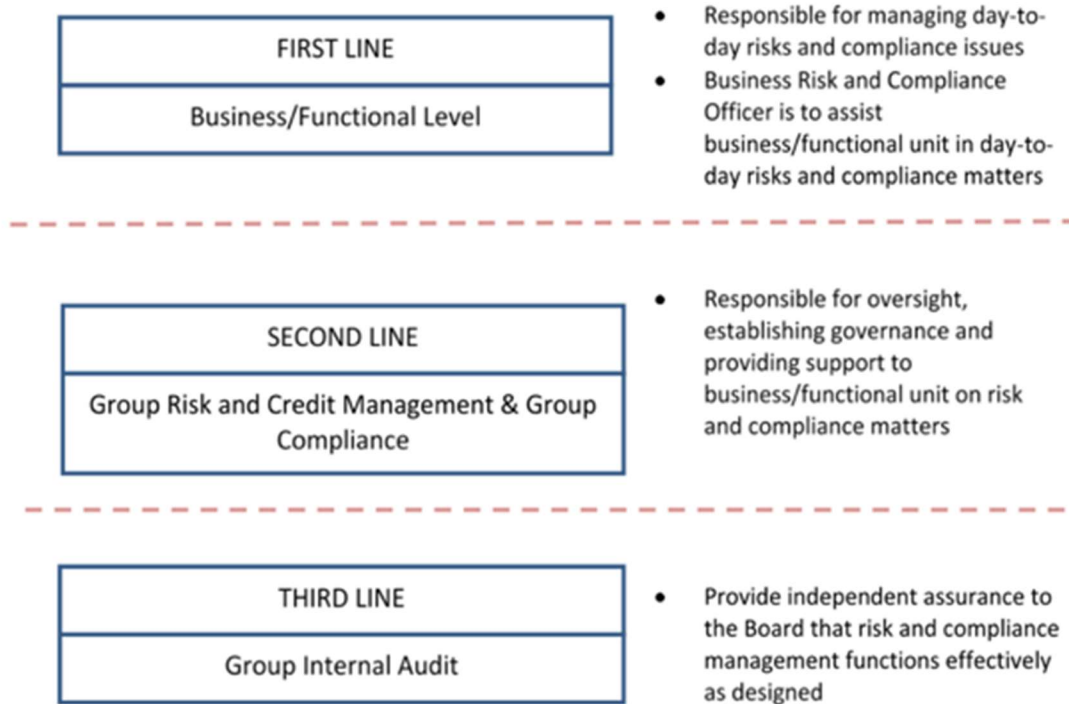 FIRST LINE
Business/Functional Level
• Responsible for managing day-to-
day risks and compliance issues
• Business Risk and Compliance
Officer is to assist
business/functional unit in day-to-
day risks and compliance matters
SECOND LINE
Group Risk and Credit Management & Group
Compliance
• Responsible for oversight,
establishing governance and
providing support to
business/functional unit on risk
and compliance matters
THIRD LINE
Group Internal Audit
• Provide independent assurance to
the Board that risk and compliance
management functions effectively
as designed